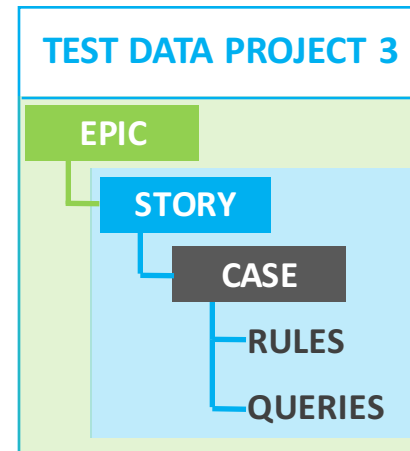 TEST DATA PROJECT 3
EPIC
STORY
CASE
RULES
QUERIES